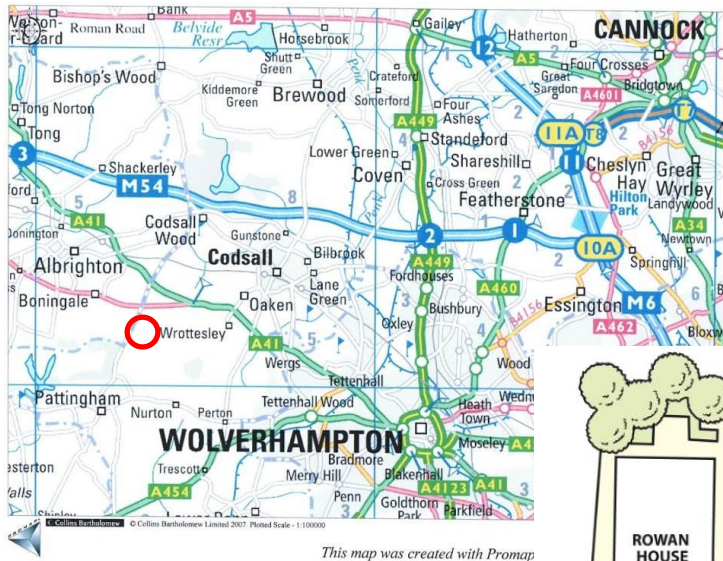 Bank
A5
Gailey
Hatherton
CANNOCK
Roman Road
Belvide
Resr
Horsebrook
12
A5
Four Crosses
Shutt
Green
Crateford
Great
Saredon
Bridgtown
A4601
Bishop's Wood
Kiddemore
Green
Brewood
Somerford
Four
Ashes
T7
Tong Norton
A449
11A
T8
B4156
Tong
Standeford
11
Lower Green
Shareshill
Cheslyn
Hay
Great
Wyrley
3
Shackerley
Coven
Cross Green
Hilton
Park
Landywood
M54
8
Featherstone
A34
5
A41
Codsall
Wood
Gunstone
2
1
10A
Newtown
Donington
Bilbrook
A449
Springhill
Albrighton
Codsall
Fordhouses
Lane
Green
A460
Essington
M6
Boningale
Oaken
Bushbury
B4156
A462
Wrottesley
Oxley
A41
Wergs
Wood
Tettenhall
Pattingham
Tettenhall Wood
Heath
Town
Nurton
Perton
WOLVERHAMPTON
Moseley
Bradmore
Trescott
Merry Hill
Blakenhall
A454
Penn
A4123
A41
Goldthorn
Park
Parkfield
© Collins Bartholomew
© Collins Bartholomew Limited 2007 Plotted Scale - 1:100000
This map was created with Promap
ROWAN
HOUSE